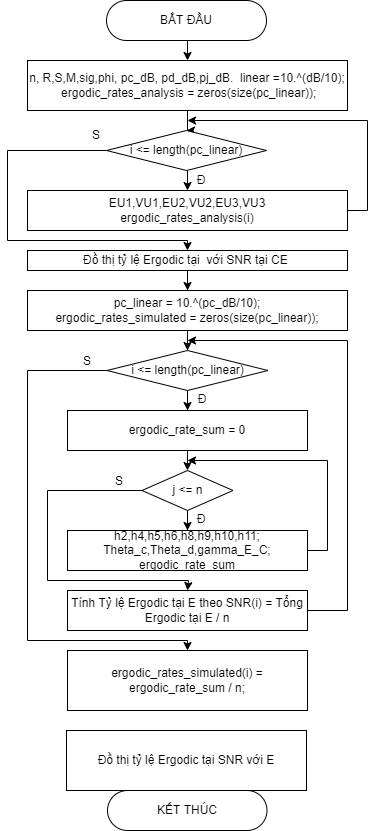 BẮT ĐẦU
n, R,S,M,sig,phi, pc_dB, pd_dB,pj_dB. linear =10.^(dB/10);
ergodic_rates_analysis = zeros(size(pc_linear));
S
i <= length(pc_linear)
Đ
EU1,VU1,EU2,VU2,EU3,VU3
ergodic_rates_analysis(i)
Đồ thị tỷ lệ Ergodic tại với SNR tại CE
pc_linear = 10.^(pc_dB/10);
ergodic_rates_simulated = zeros(size(pc_linear));
S
i <= length(pc_linear)
Đ
ergodic_rate_sum = 0
S
j <= n
Đ
h2,h4,h5,h6,h8,h9,h10,h11;
Theta_c,Theta_d,gamma_E_C;
ergodic_rate_sum
Tính Tỷ lệ Ergodic tại E theo SNR(i) = Tổng
Ergodic tại E / n
ergodic_rates_simulated(i) =
ergodic_rate_sum / n;
Đồ thị tỷ lệ Ergodic tại SNR với E
KẾT THÚC